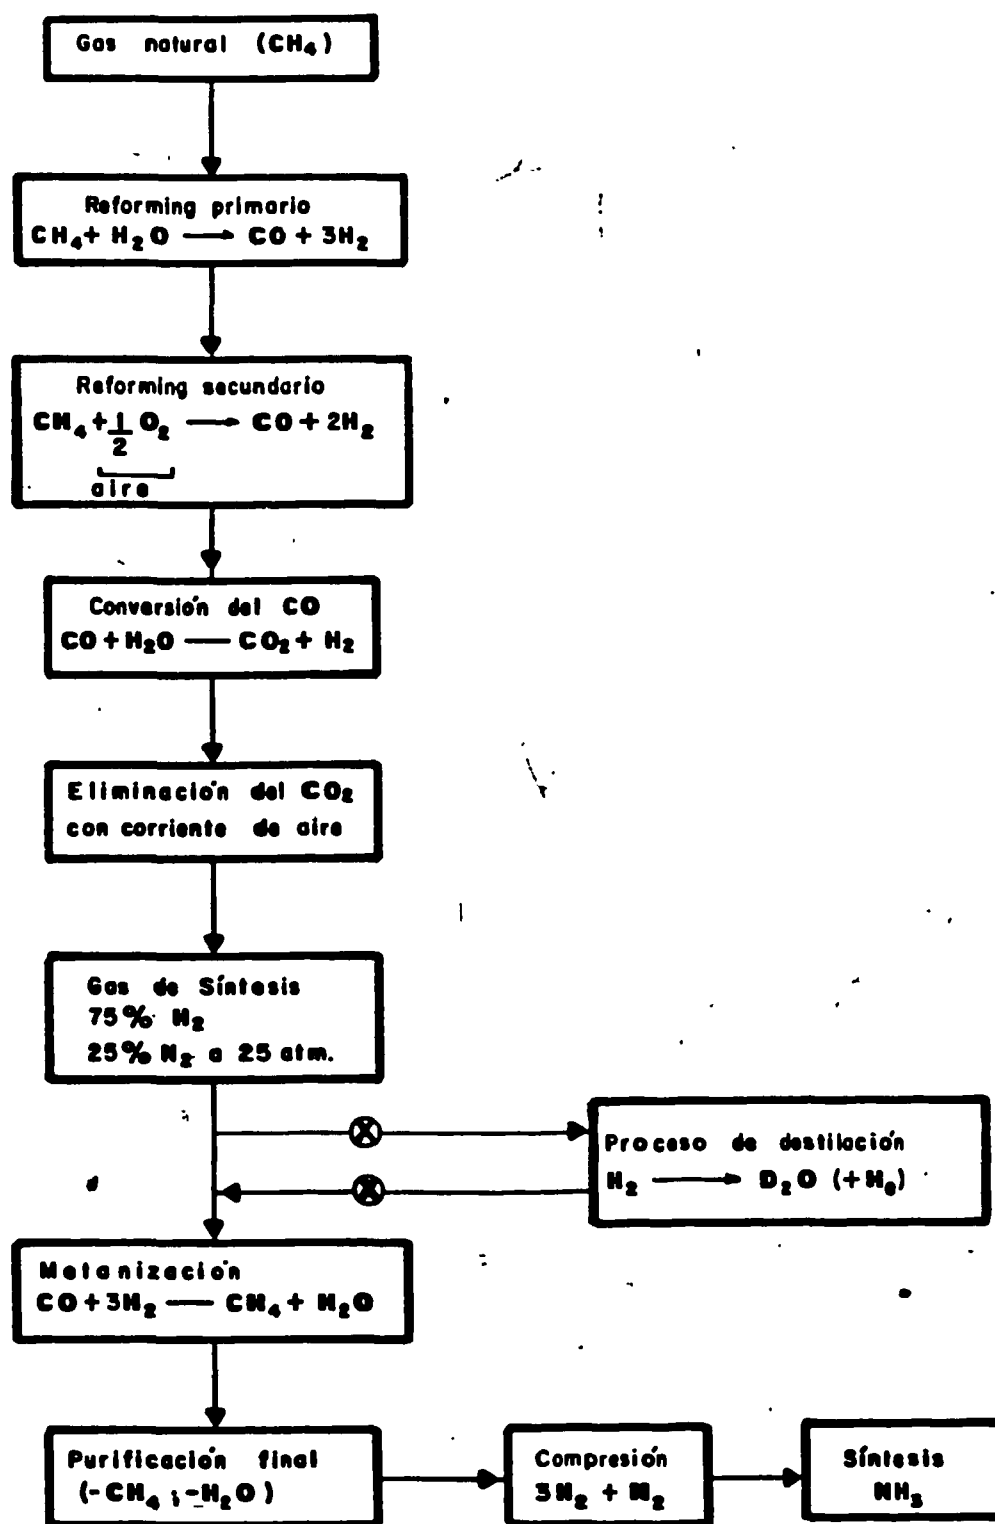 Gas natural (CH₄)
Reforming primario
CH₄ + H₂O ⟶ CO + 3H₂
Reforming secundario
CH₄ + 1/2 O₂ ⟶ CO + 2H₂
aire
Conversión del CO
CO + H₂O — CO₂ + H₂
Eliminación del CO₂
con corriente de aire
Gas de Síntesis
75% H₂
25% N₂ a 25 atm.
Proceso de destilación
H₂ ⟶ D₂O (+H₀)
Metanización
CO + 3H₂ — CH₄ + H₂O
Purificación final
(-CH₄ ; -H₂O)
Compresión
3H₂ + N₂
Síntesis
NH₃